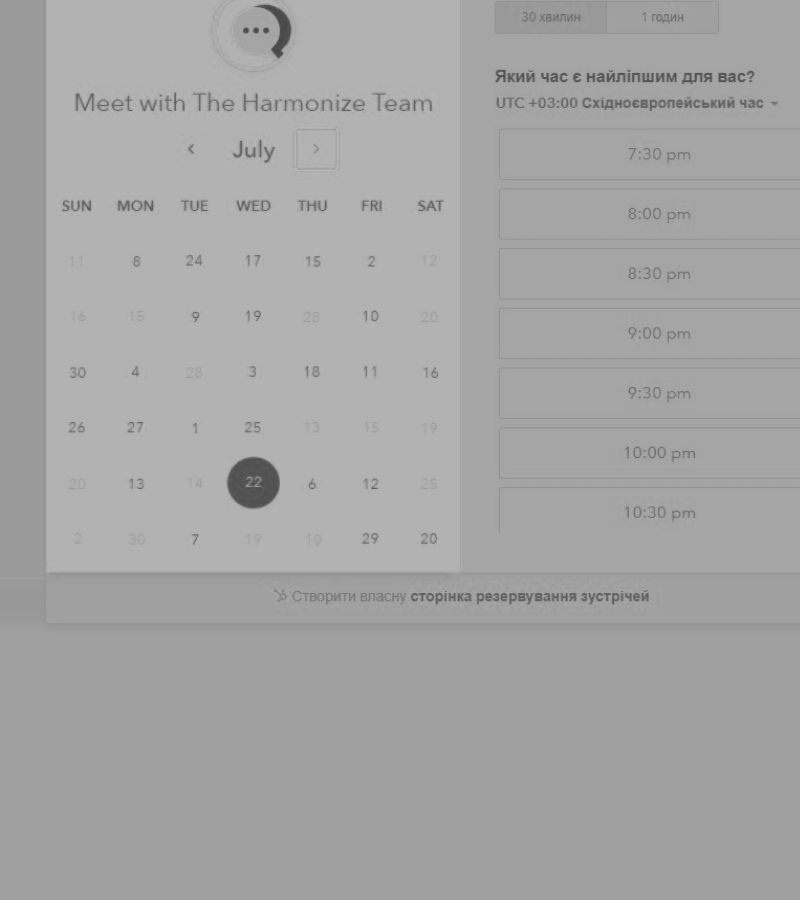 Meet with The Harmonize Team
July
SUN MON TUE WED THU FRI SAT
11 8 24 17 15 2 12
16 15 9 19 28 10 20
30 4 28 3 18 11 16
26 27 1 25 13 15 19
20 13 14 22 6 12 25
2 30 7 19 10 29 20
30 хвилин 1 годин
Який час є найліпшим для вас?
UTC +03:00 Східноєвропейський час
7:30 pm
8:00 pm
8:30 pm
9:00 pm
9:30 pm
10:00 pm
10:30 pm
Створити власну сторінка резервування зустрічей